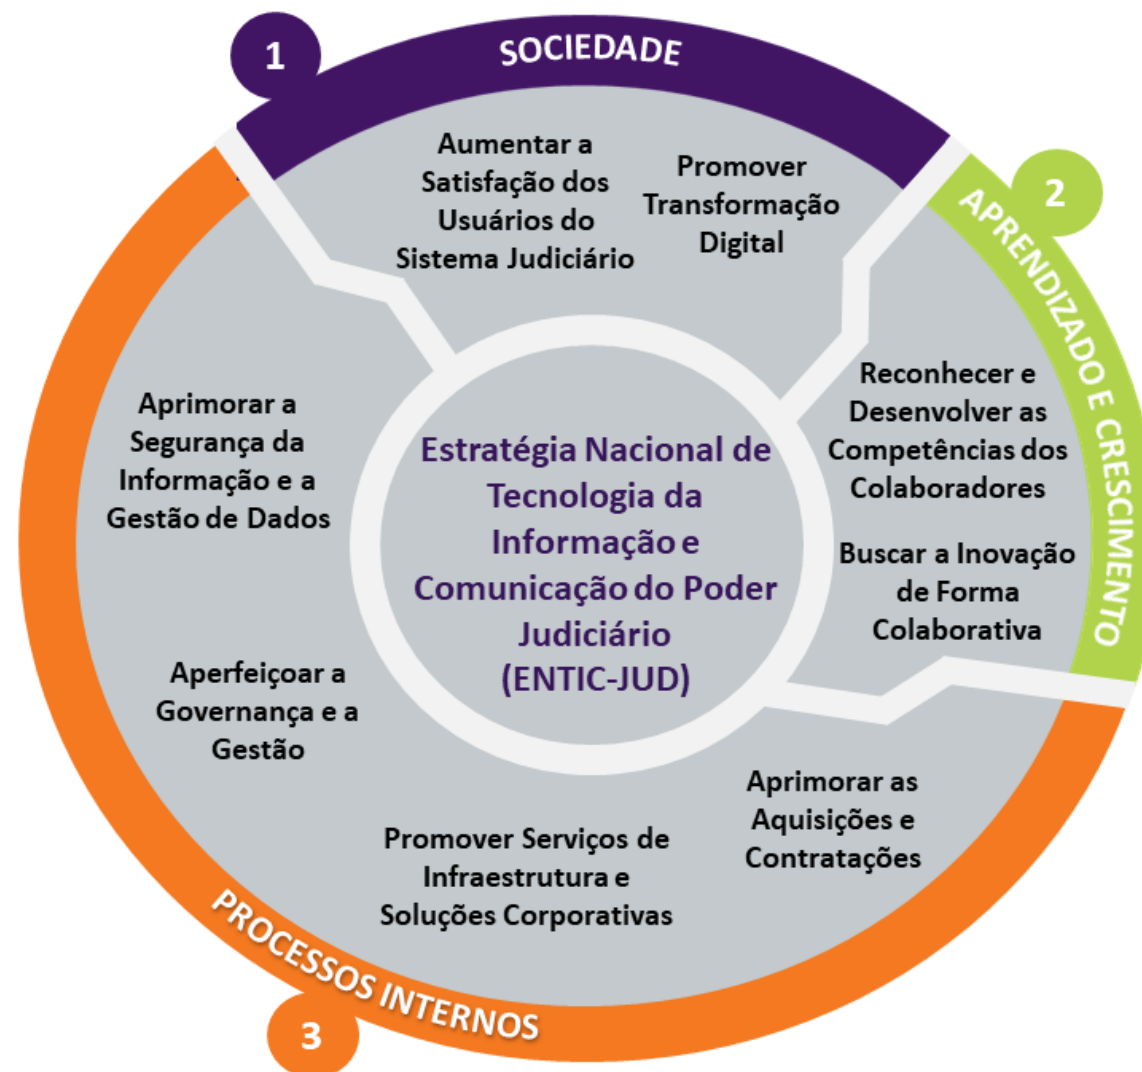 1
SOCIEDADE
Aumentar a
Satisfação dos
Usuários do
Sistema Judiciário
Promover
Transformação
Digital
2
APRENDIZADO E CRESCIMENTO
Reconhecer e
Desenvolver as
Competências dos
Colaboradores
Buscar a Inovação
de Forma
Colaborativa
Estratégia Nacional de
Tecnologia da
Informação e
Comunicação do Poder
Judiciário
(ENTIC-JUD)
Aprimorar a
Segurança da
Informação e a
Gestão de Dados
Aperfeiçoar a
Governança e a
Gestão
Promover Serviços de
Infraestrutura e
Soluções Corporativas
Aprimorar as
Aquisições e
Contratações
PROCESSOS INTERNOS
3